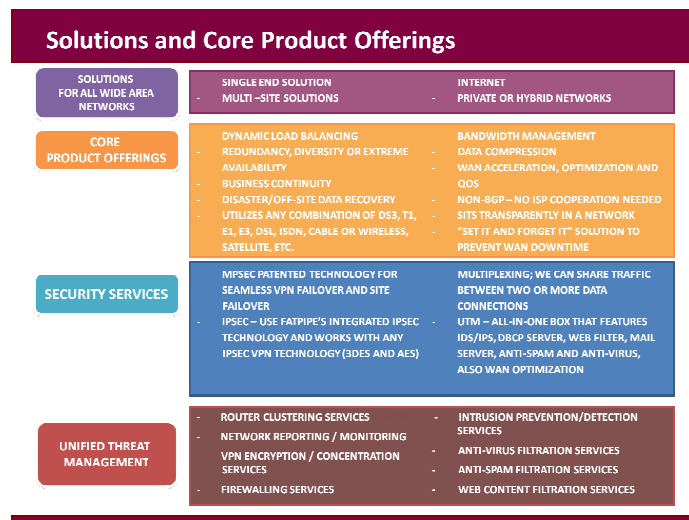 Solutions and Core Product Offerings
SOLUTIONS
FOR ALL WIDE AREA
NETWORKS
SINGLE END SOLUTION
- MULTI –SITE SOLUTIONS
INTERNET
- PRIVATE OR HYBRID NETWORKS
CORE
PRODUCT OFFERINGS
DYNAMIC LOAD BALANCING
- REDUNDANCY, DIVERSITY OR EXTREME
AVAILABILITY
- BUSINESS CONTINUITY
- DISASTER/OFF-SITE DATA RECOVERY
- UTILIZES ANY COMBINATION OF DS3, T1,
E1, E3, DSL, ISDN, CABLE OR WIRELESS,
SATELLITE, ETC.
BANDWIDTH MANAGEMENT
- DATA COMPRESSION
- WAN ACCELERATION, OPTIMIZATION AND
QOS
- NON-BGP – NO ISP COOPERATION NEEDED
- SITS TRANSPARENTLY IN A NETWORK
- “SET IT AND FORGET IT” SOLUTION TO
PREVENT WAN DOWNTIME
SECURITY SERVICES
MPSEC PATENTED TECHNOLOGY FOR
SEAMLESS VPN FAILOVER AND SITE
FAILOVER
- IPSEC – USE FATPIPE’S INTEGRATED IPSEC
TECHNOLOGY AND WORKS WITH ANY
IPSEC VPN TECHNOLOGY (3DES AND AES)
MULTIPLEXING; WE CAN SHARE TRAFFIC
BETWEEN TWO OR MORE DATA
CONNECTIONS
- UTM – ALL-IN-ONE BOX THAT FEATURES
IDS/IPS, DBCP SERVER, WEB FILTER, MAIL
SERVER, ANTI-SPAM AND ANTI-VIRUS,
ALSO WAN OPTIMIZATION
UNIFIED THREAT
MANAGEMENT
- ROUTER CLUSTERING SERVICES
- NETWORK REPORTING / MONITORING
VPN ENCRYPTION / CONCENTRATION
SERVICES
- FIREWALLING SERVICES
- INTRUSION PREVENTION/DETECTION
SERVICES
- ANTI-VIRUS FILTRATION SERVICES
- ANTI-SPAM FILTRATION SERVICES
- WEB CONTENT FILTRATION SERVICES